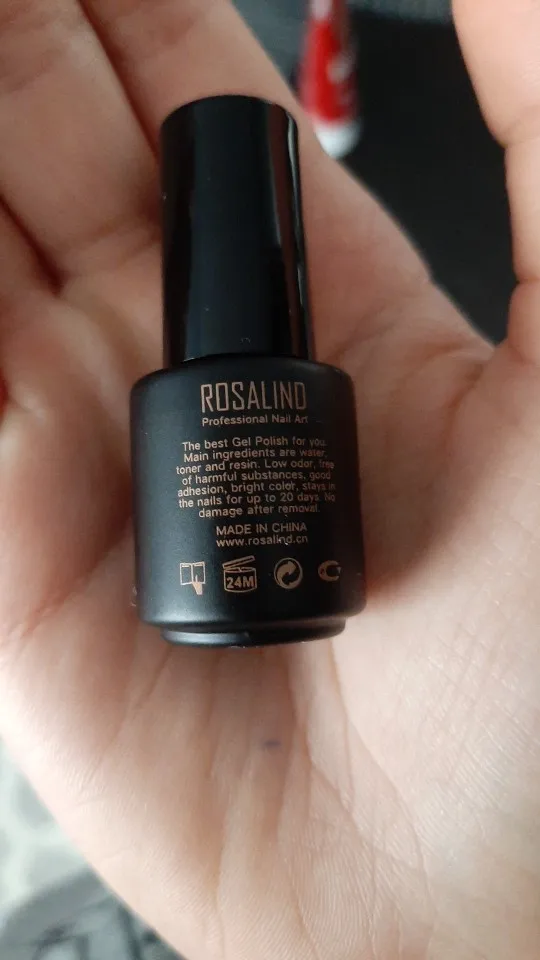 ROSALIND
Professional Nail Art
The best Gel Polish for you.
Main ingredients are water,
toner and resin. Low odor, free
of harmful substances, good
adhesion, bright color, stays in
the nails for up to 20 days. No
damage after removal.
MADE IN CHINA
www.rosalind.cn
24M